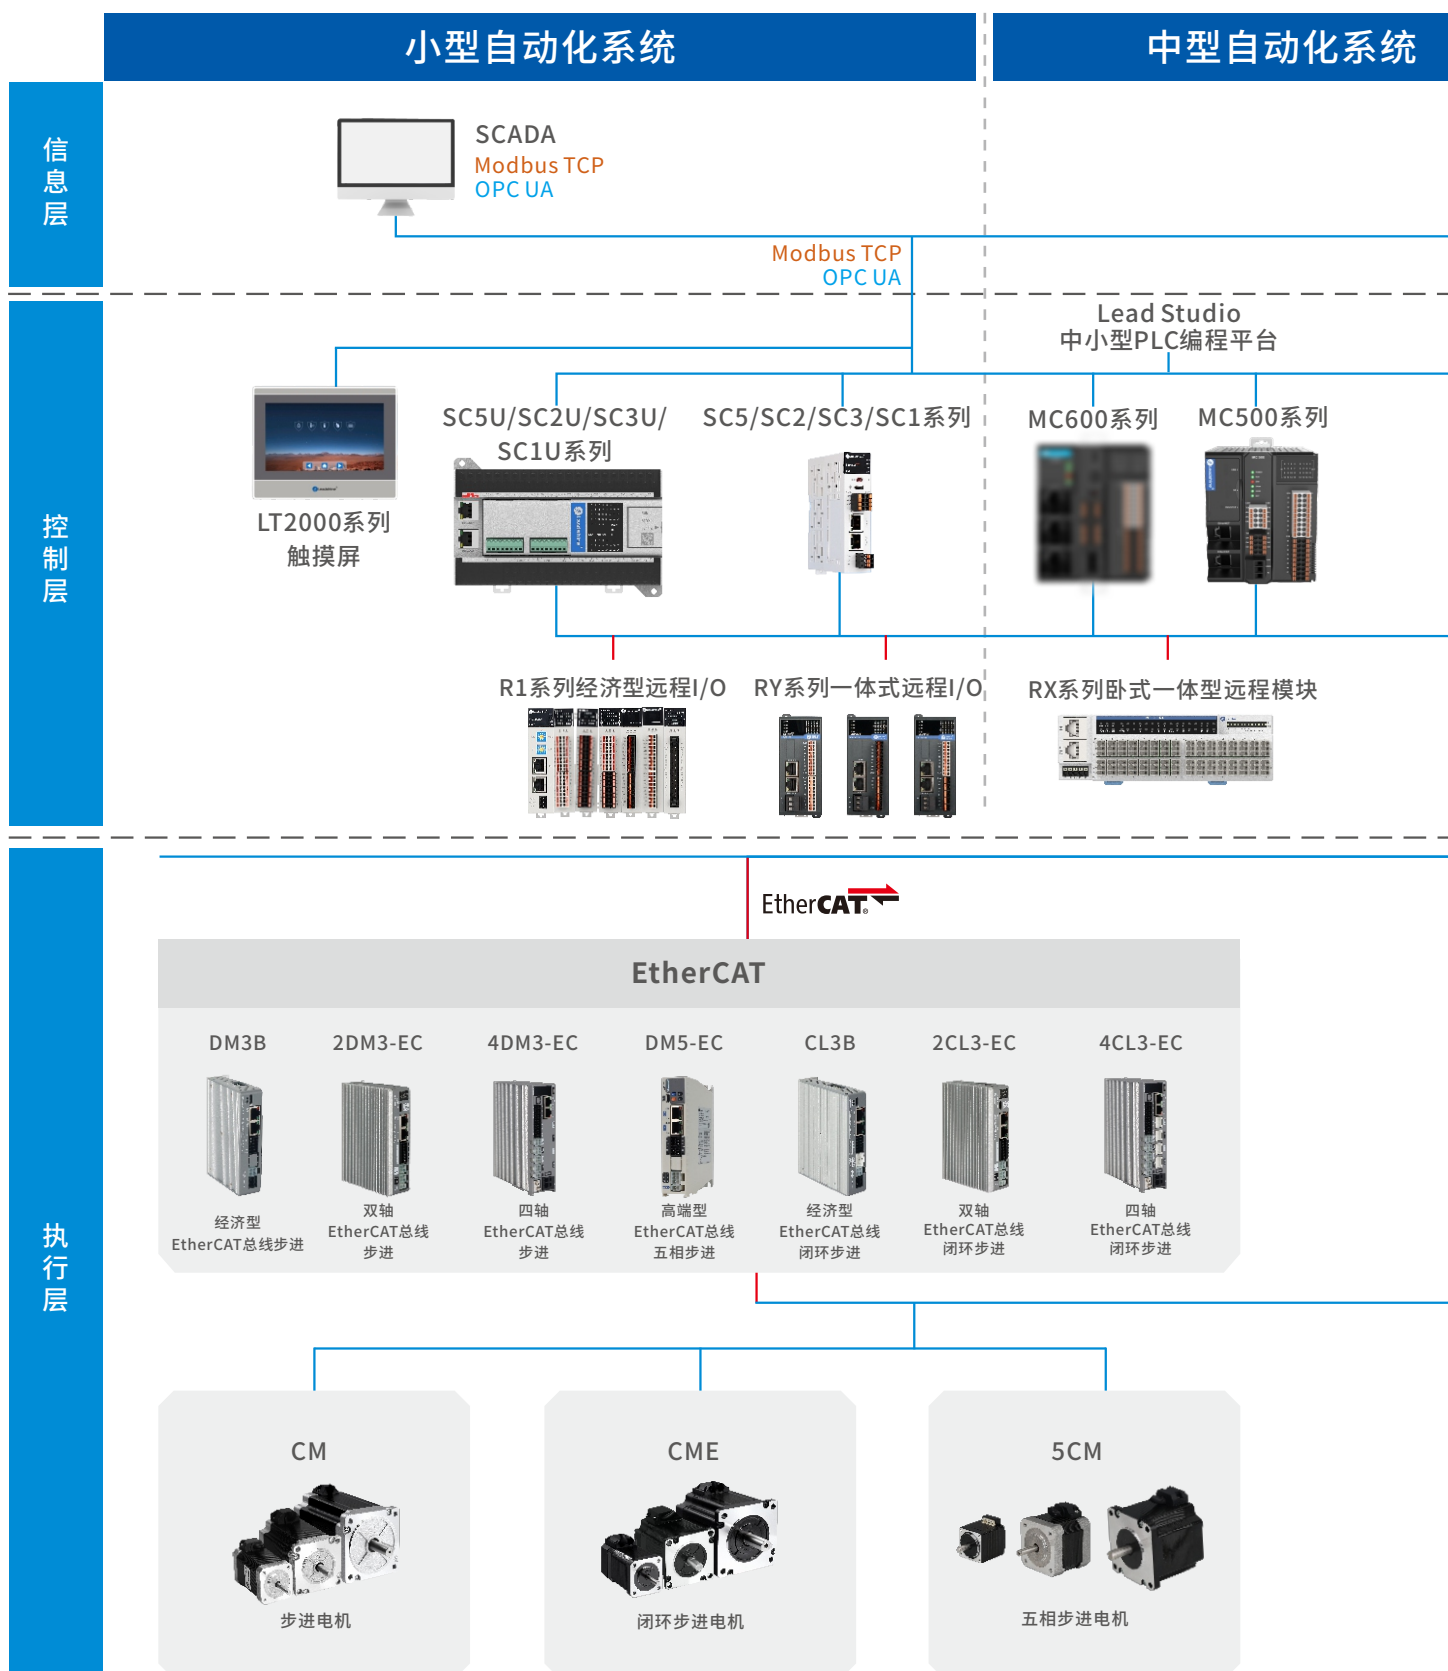 小型自动化系统
中型自动化系统
信息层
SCADA
Modbus TCP
OPC UA
Modbus TCP
OPC UA
控制层
Lead Studio
中小型PLC编程平台
LT2000系列
触摸屏
SC5U/SC2U/SC3U/
SC1U系列
SC5/SC2/SC3/SC1系列
MC600系列
MC500系列
R1系列经济型远程I/O
RY系列一体式远程I/O
RX系列卧式一体型远程模块
执行层
EtherCAT®
EtherCAT
DM3B
经济型
EtherCAT总线步进
2DM3-EC
双轴
EtherCAT总线
步进
4DM3-EC
四轴
EtherCAT总线
步进
DM5-EC
高端型
EtherCAT总线
五相步进
CL3B
经济型
EtherCAT总线
闭环步进
2CL3-EC
双轴
EtherCAT总线
闭环步进
4CL3-EC
四轴
EtherCAT总线
闭环步进
CM
步进电机
CME
闭环步进电机
5CM
五相步进电机